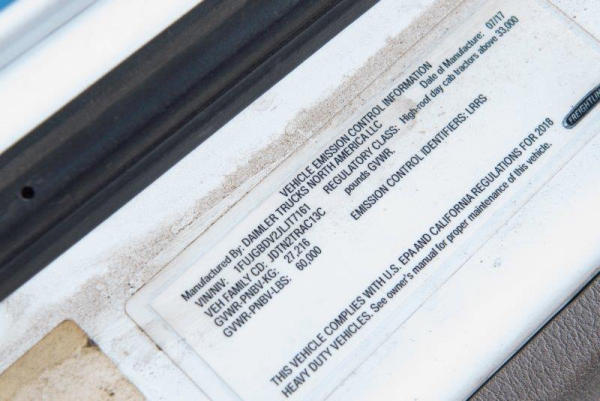 VEHICLE EMISSION CONTROL INFORMATION
Manufactured By: DAIMLER TRUCKS NORTH AMERICA LLC Date of Manufacture: 07/17
VIN/NIV: 1FUJGBDV2JLJT7161 REGULATORY CLASS: Highroof day cab tractors above 33,000
VEH FAMILY CD: JDTN2TRAC13C pounds GVWR.
GVWR-PNBV-KG: 27,216
GVWR-PNBV-LBS: 60,000 EMISSION CONTROL IDENTIFIERS: LRRS
THIS VEHICLE COMPLIES WITH U.S. EPA AND CALIFORNIA REGULATIONS FOR 2018
HEAVY DUTY VEHICLES. See owner's manual for proper maintenance of this vehicle.